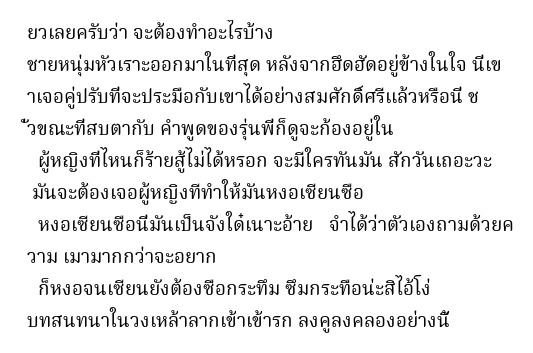 ยวเลยครับว่า จะต้องทำอะไรบ้าง
ชายหนุ่มหัวเราะออกมาในที่สุด หลังจากฮึดฮัดอยู่ข้างในใจ นี่เข
าเจอคู่ปรับที่จะประมือกับเขาได้อย่างสมศักดิ์ศรีแล้วหรือนี่ ช
ั่วขณะที่สบตากับ คำพูดของรุ่นพี่ก็ดูจะก้องอยู่ใน
ผู้หญิงที่ไหนก็ร้ายสู้ไม่ได้หรอก จะมีใครทันมัน สักวันเถอะวะ
มันจะต้องเจอผู้หญิงที่ทำให้มันหงอเซียนซือ
หงอเซียนซือนี่มันเป็นจังใด๋เนาะอ้าย จำได้ว่าตัวเองถามด้วยค
วาม เมามากกว่าจะอยาก
ก็หงอจนเซียนยังต้องซือกระทึม ซึมกระทือน่ะสิไอ้โง่
บทสนทนาในวงเหล้าลากเข้าเข้ารก ลงคูลงคลองอย่างนี้